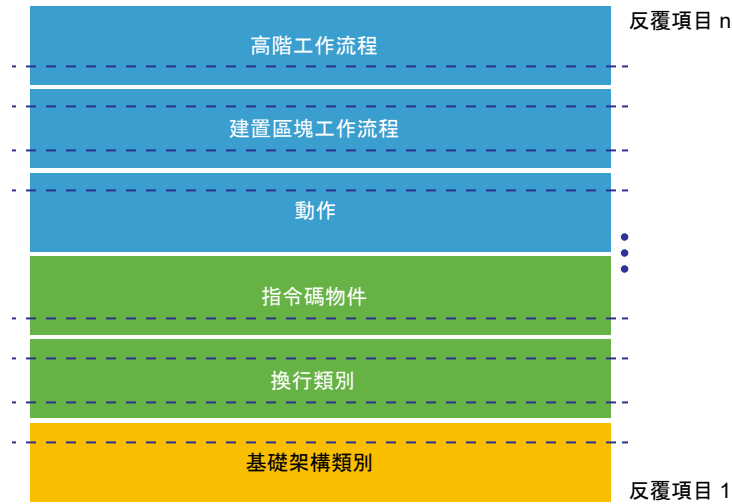 反覆項目 n
高階工作流程
建置區塊工作流程
動作
指令碼物件
換行類別
基礎架構類別
反覆項目 1